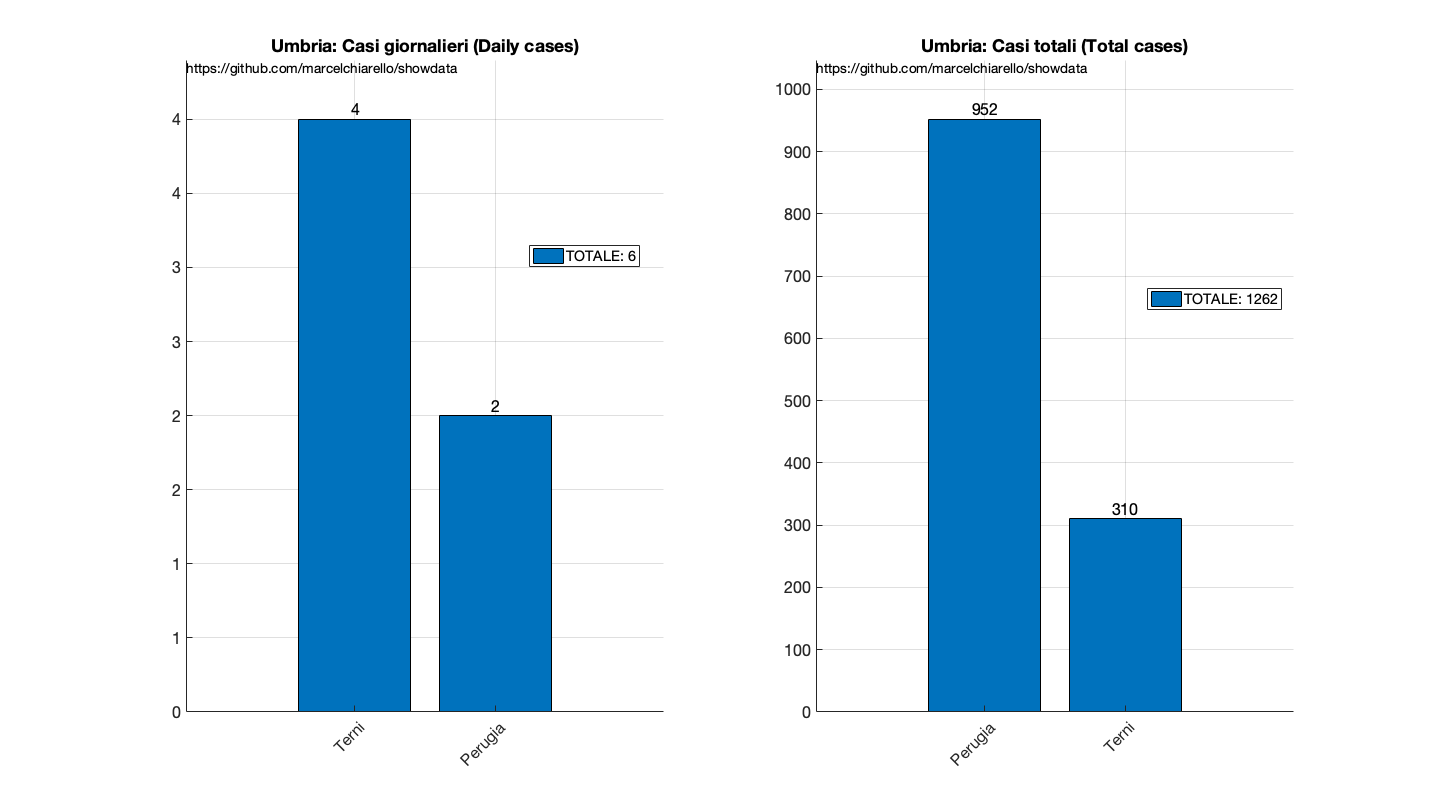 Umbria: Casi giornalieri (Daily cases)
https://github.com/marcelchiarello/showdata
4
4
4
3
3
2
2
1
1
0
2
TOTALE: 6
Terni
Perugia
Umbria: Casi totali (Total cases)
https://github.com/marcelchiarello/showdata
1000
900
800
700
600
500
400
300
200
100
0
952
310
TOTALE: 1262
Perugia
Terni